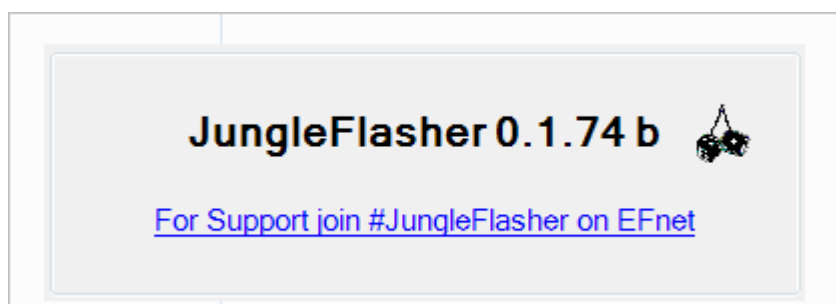 JungleFlasher 0.1.74 b
For Support join #JungleFlasher on EFnet